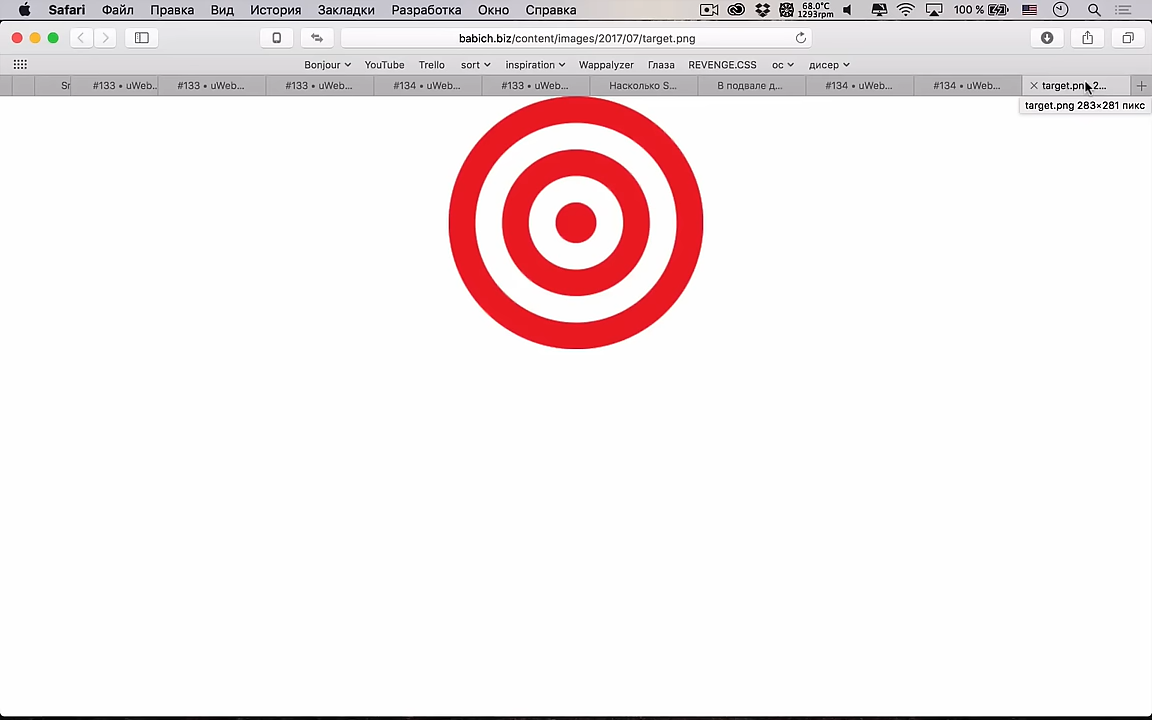 Safari Файл Правка Вид История Закладки Разработка Окно Справка 68.0°C 1293rpm 100 %
babich.biz/content/images/2017/07/target.png
Bonjour YouTube Trello sort inspiration Wappalyzer Глаза REVENGE.CSS ос дисер
#133 • uWeb.. #133 • uWeb... #133 • uWeb... #134 • uWeb... #133 • uWeb... Насколько S... В подвале д... #134 • uWeb... #134 • uWeb... target.png 2...
target.png 283×281 пикс